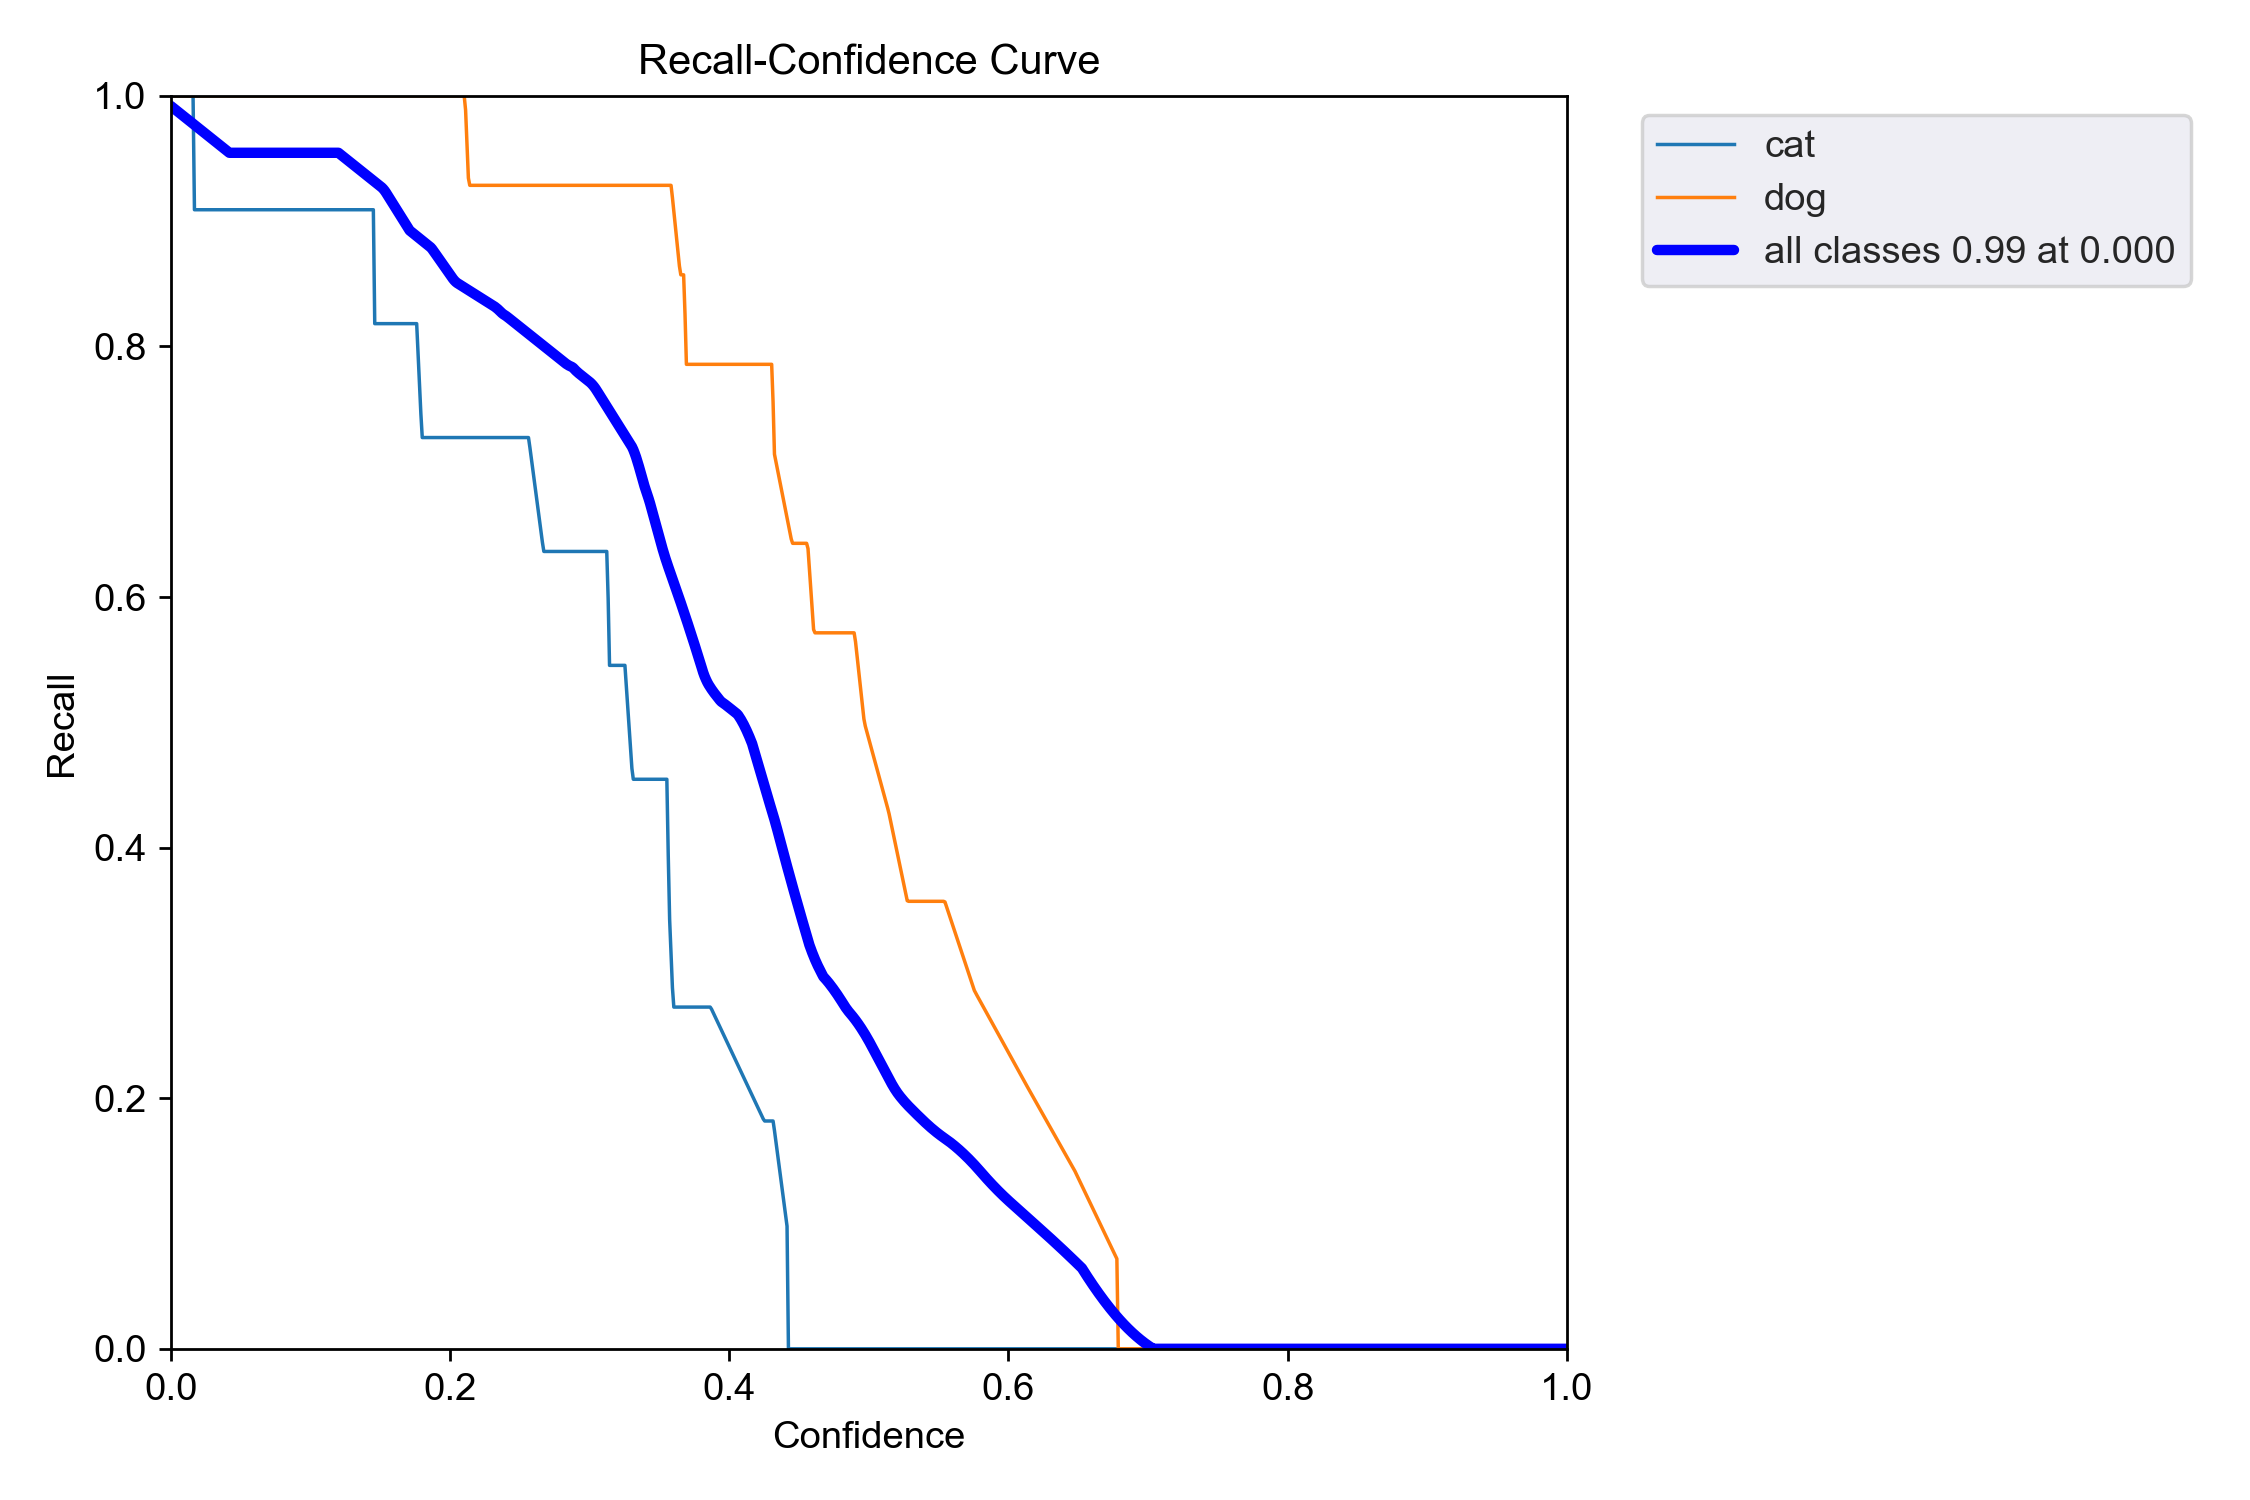 Recall-Confidence Curve
1.0
0.8
0.6
0.4
0.2
0.0
Recall
0.0 0.2 0.4 0.6 0.8 1.0
Confidence
cat
dog
all classes 0.99 at 0.000